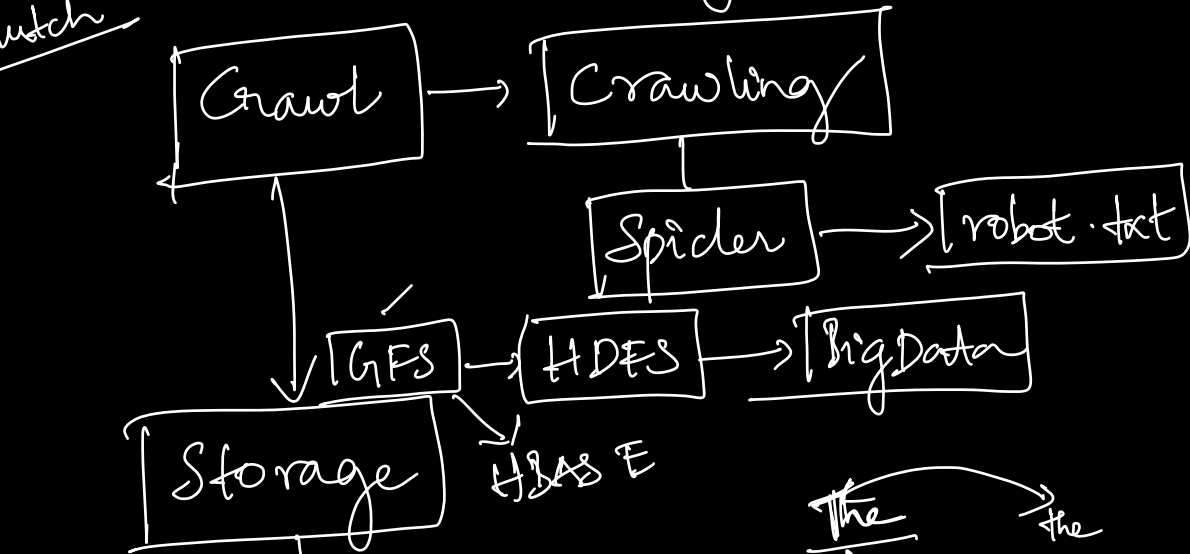 Crawl
Crawling
Spider
robot.txt
GFS
HDFS
BigData
Storage
HBASE
The
the